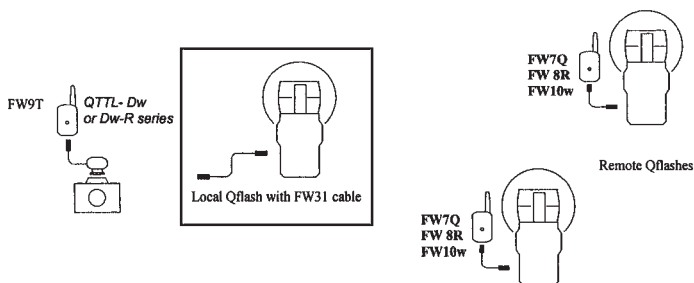 FW9T
QTTL- Dw
or Dw-R series
Local Qflash with FW31 cable
FW7Q
FW 8R
FW10w
Remote Qflashes
FW7Q
FW 8R
FW10w